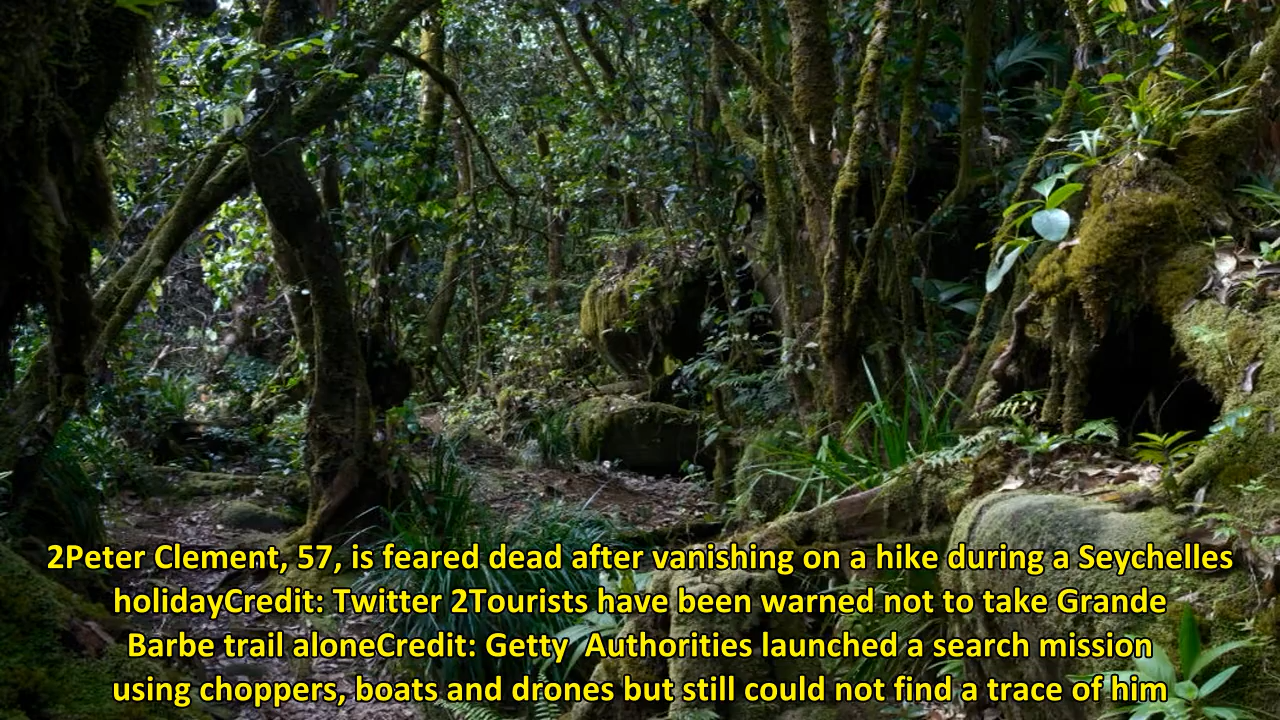 2Peter Clement, 57, is feared dead after vanishing on a hike during a Seychelles
holidayCredit: Twitter 2Tourists have been warned not to take Grande
Barbe trail aloneCredit: Getty  Authorities launched a search mission
using choppers, boats and drones but still could not find a trace of him